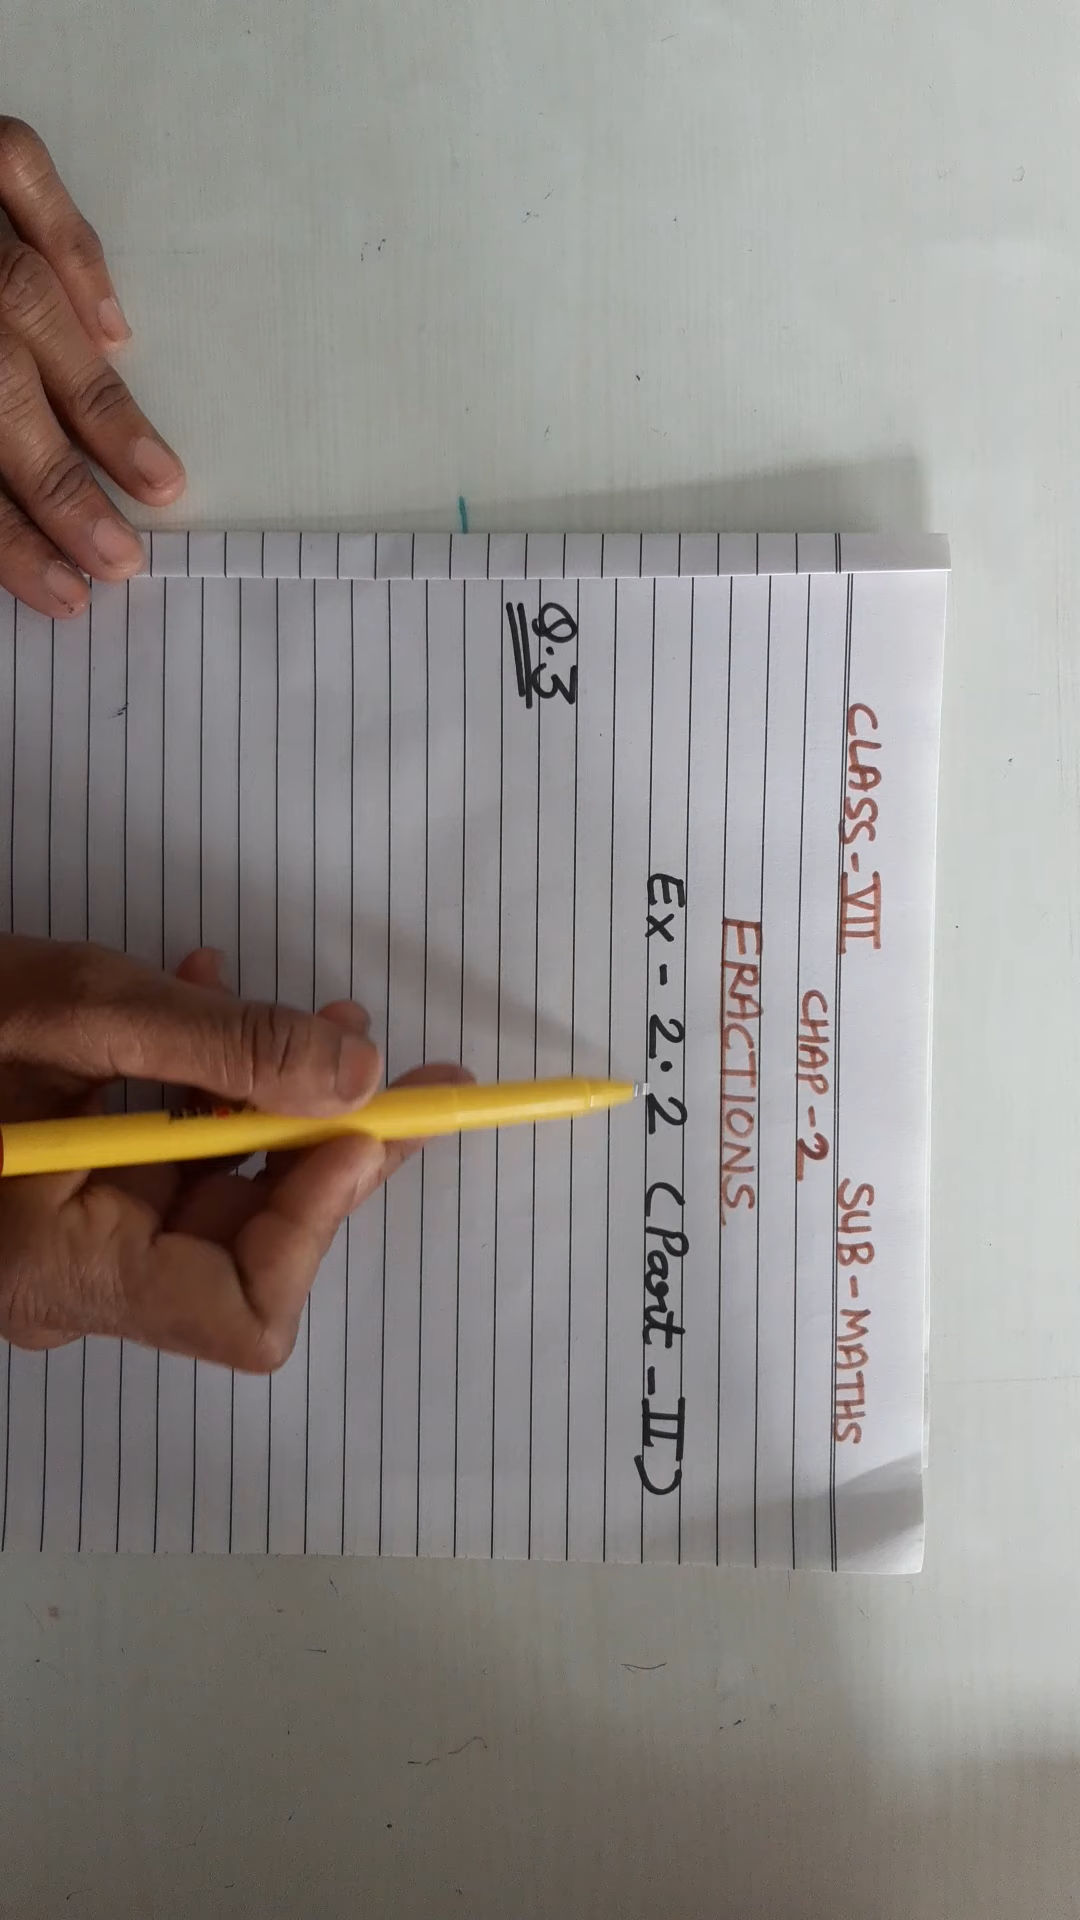 CLASS-VII SUB-MATHS
CHAP-2
FRACTIONS
Ex-2.2 (Part-II)
Q.3